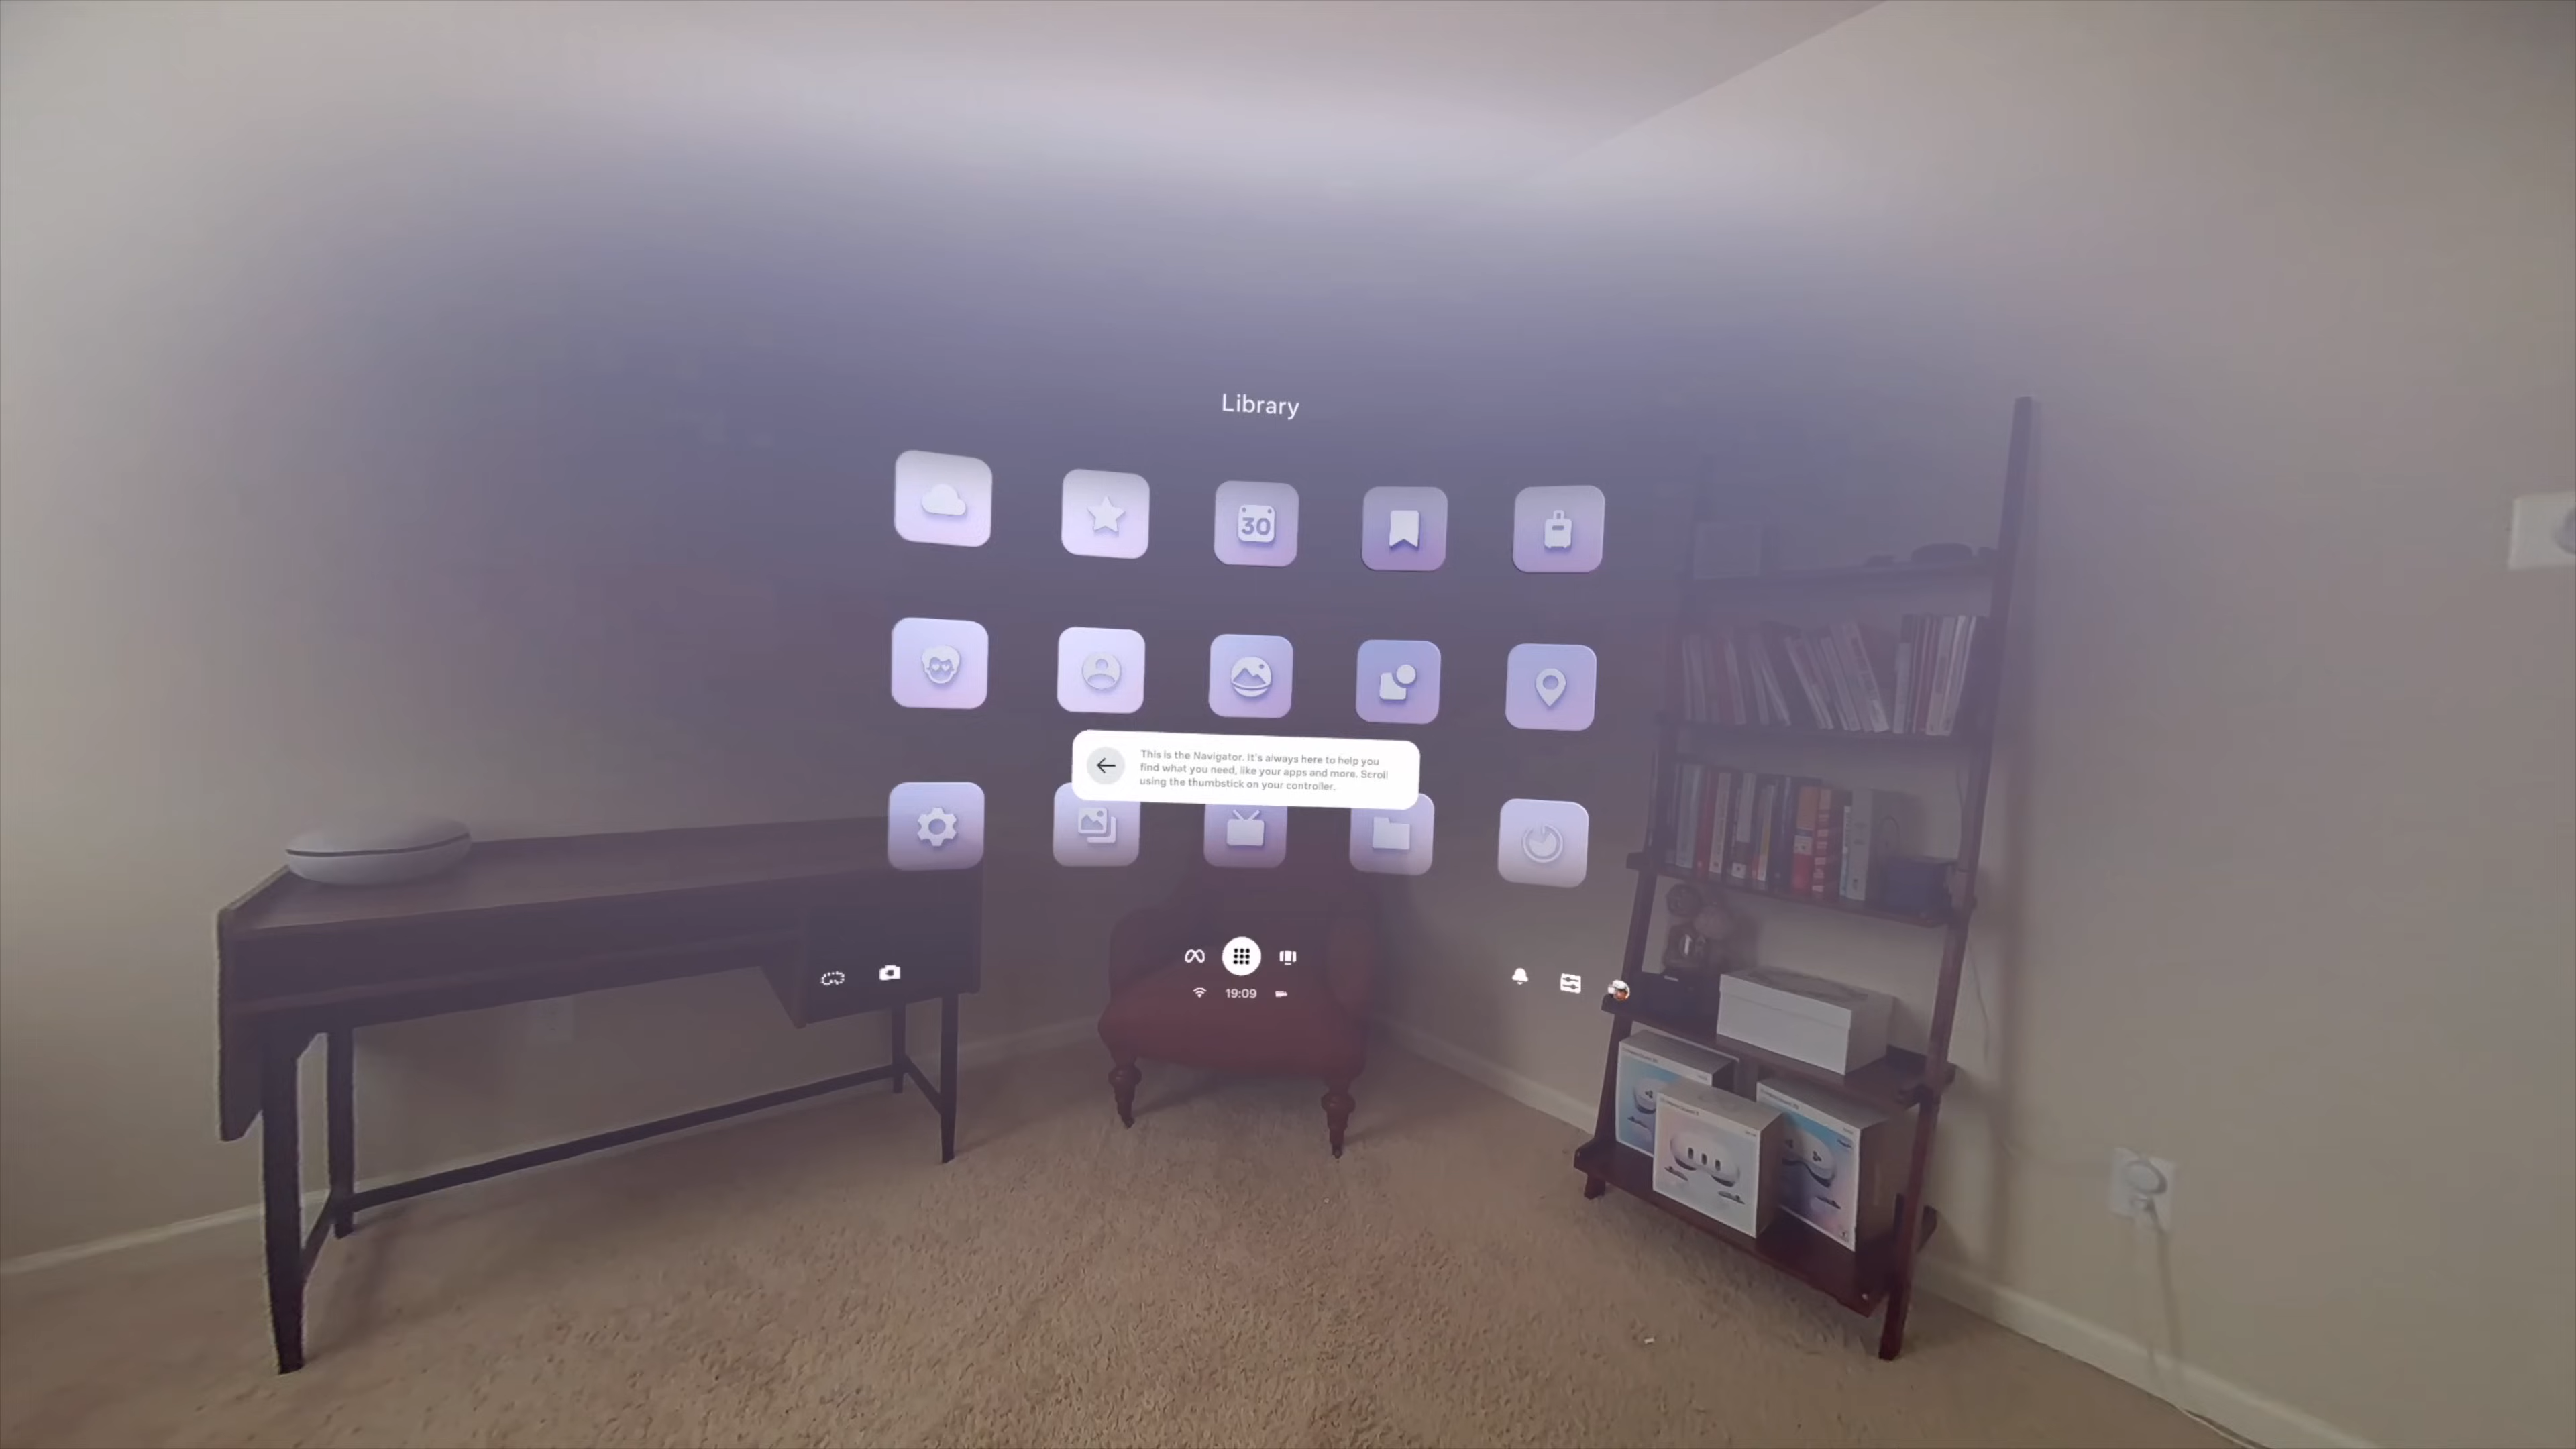 Library
30
This is the Navigator. It's always here to help you
find what you need, like your apps and more. Scroll
using the thumbstick on your controller.
19:09